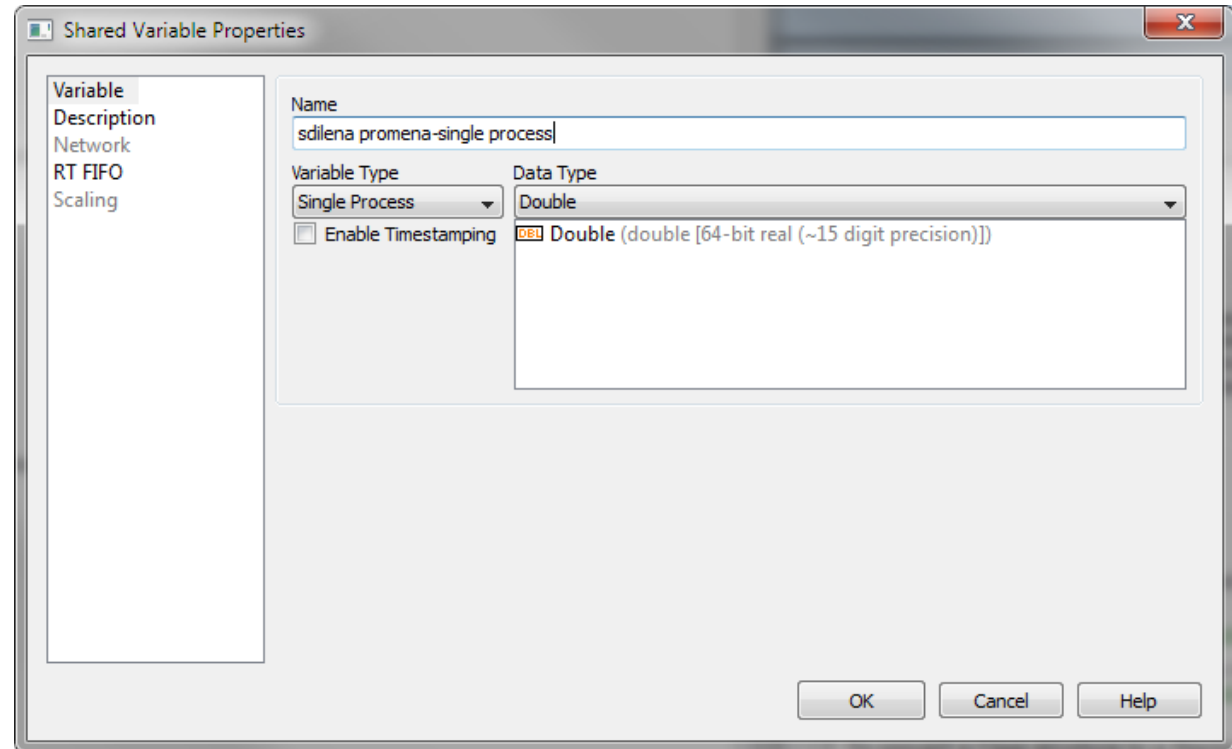 Shared Variable Properties
Variable
Description
Network
RT FIFO
Scaling
Name
sdilena promena-single process
Variable Type
Data Type
Single Process
Double
Enable Timestamping
DBL Double (double [64-bit real (~15 digit precision)])
OK
Cancel
Help